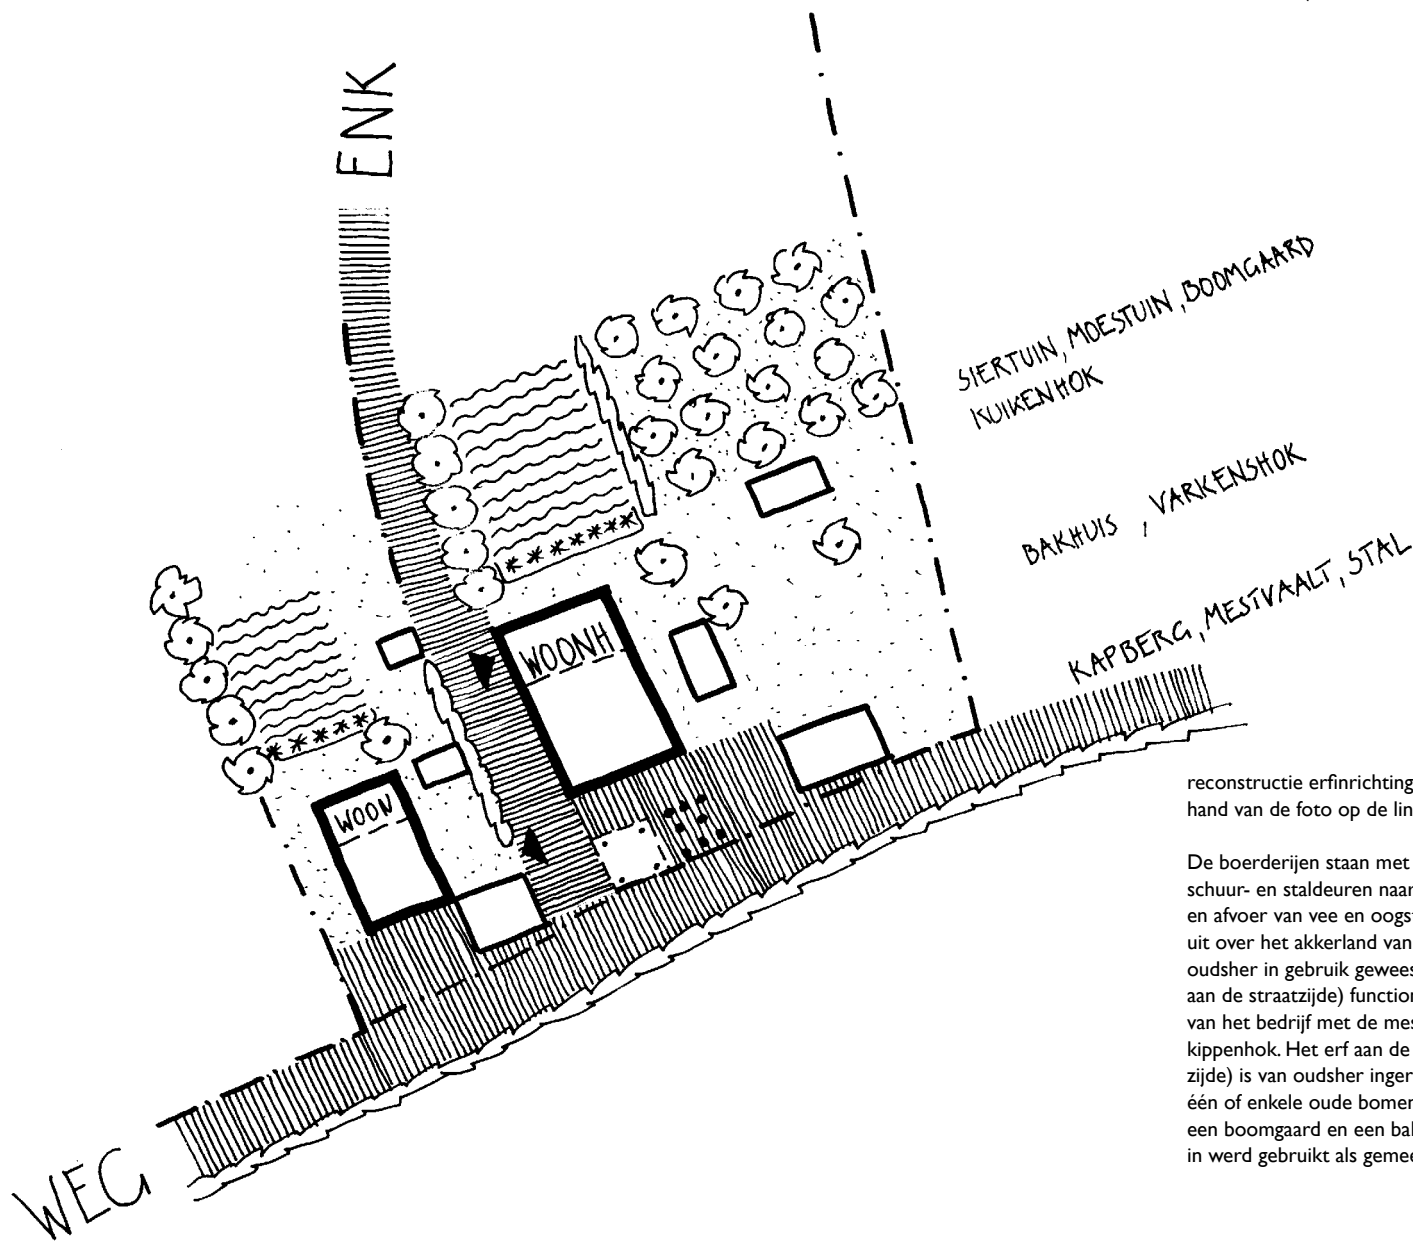 ENK
SIERTUIN, MOESTUIN, BOOMGAARD
KUIKENHOK
BAKHUIS , VARKENSHOK
KAPBERG, MESTVAALT, STAL
WOONH
WOON
WEG
reconstructie erfinrichting
hand van de foto op de lin
De boerderijen staan met
schuur- en staldeuren naar
en afvoer van vee en oogs
uit over het akkerland van
oudsher in gebruik gewees
aan de straatzijde) function
van het bedrijf met de mes
kippenhok. Het erf aan de
zijde) is van oudsher inger
één of enkele oude bomen
een boomgaard en een bal
in werd gebruikt als gemee